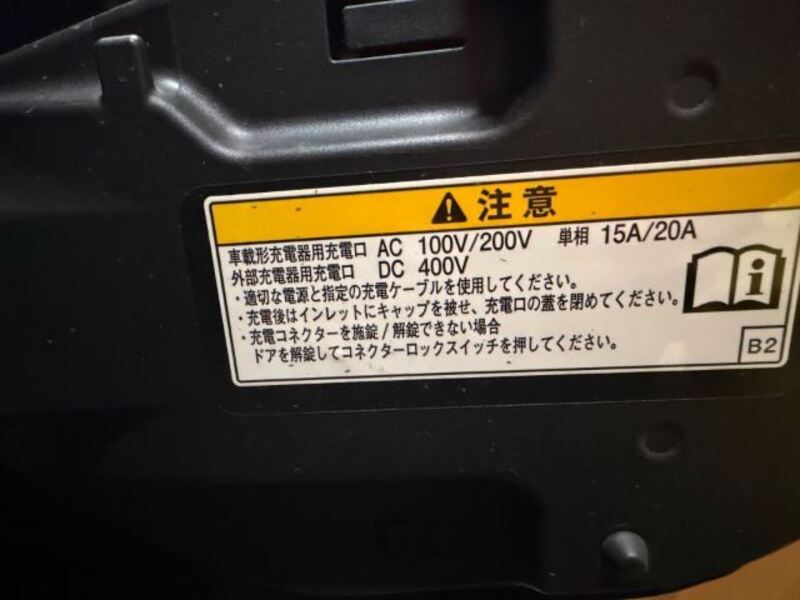 注意
車載形充電器用充電口 AC 100V/200V 単相 15A/20A
外部充電器用充電口 DC 400V
・適切な電源と指定の充電ケーブルを使用してください。
・充電後はインレットにキャップを被せ、充電口の蓋を閉めてください。
・充電コネクターを施錠/解錠できない場合
ドアを解錠してコネクターロックスイッチを押してください。
B2